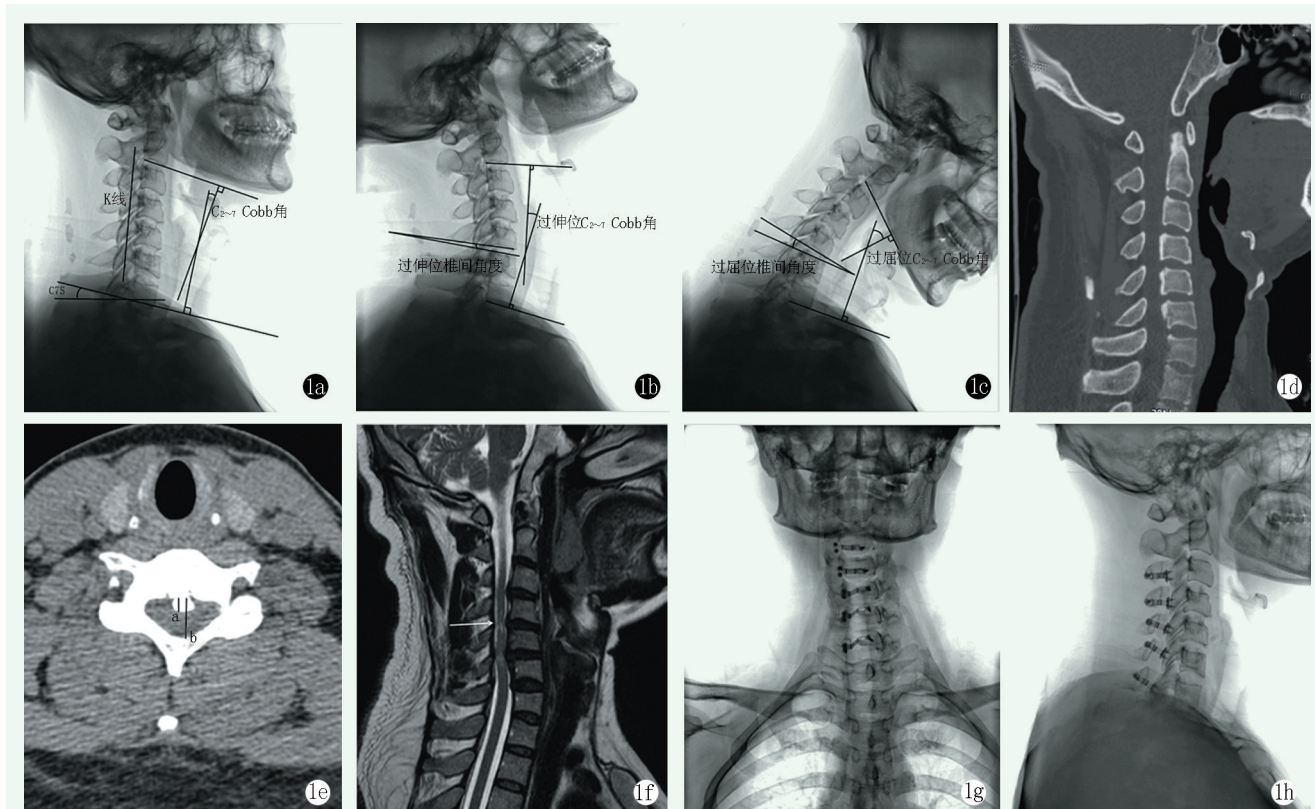 K线
C₂~₇ Cobb角
C7S
1a
过伸位C₂~₇ Cobb角
过伸位椎间角度
1b
过屈位椎间角度
过屈位C₂~₇ Cobb角
1c
1d
a
b
1e
1f
1g
1h